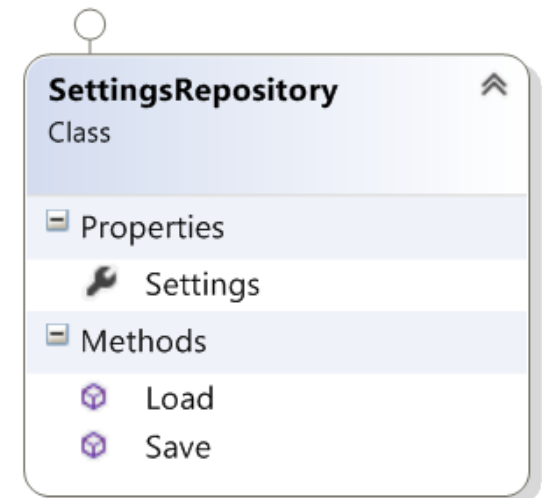 SettingsRepository
Class
Properties
Settings
Methods
Load
Save